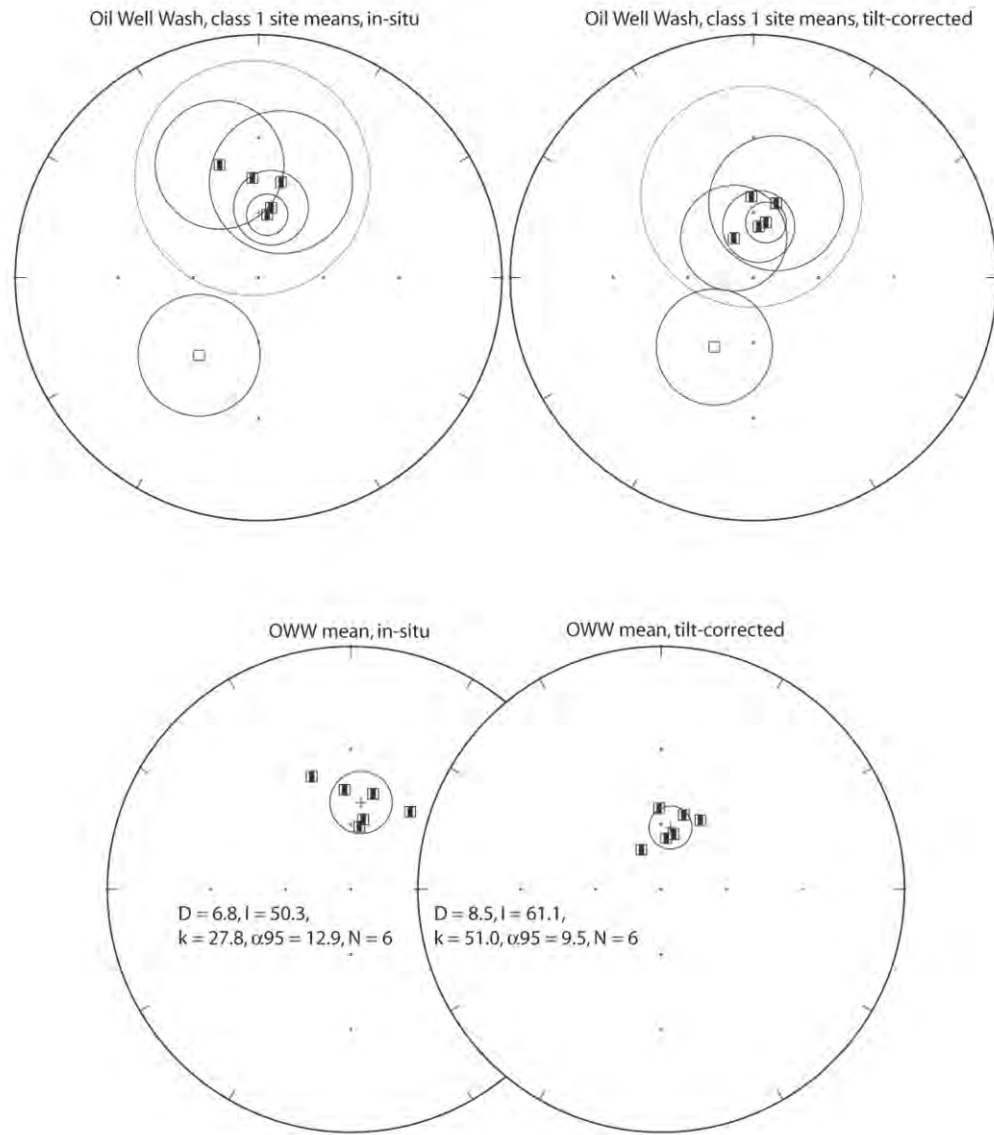 Oil Well Wash, class 1 site means, in-situ
Oil Well Wash, class 1 site means, tilt-corrected
OWW mean, in-situ
OWW mean, tilt-corrected
D = 6.8, I = 50.3,
k = 27.8, α95 = 12.9, N = 6
D = 8.5, I = 61.1,
k = 51.0, α95 = 9.5, N = 6